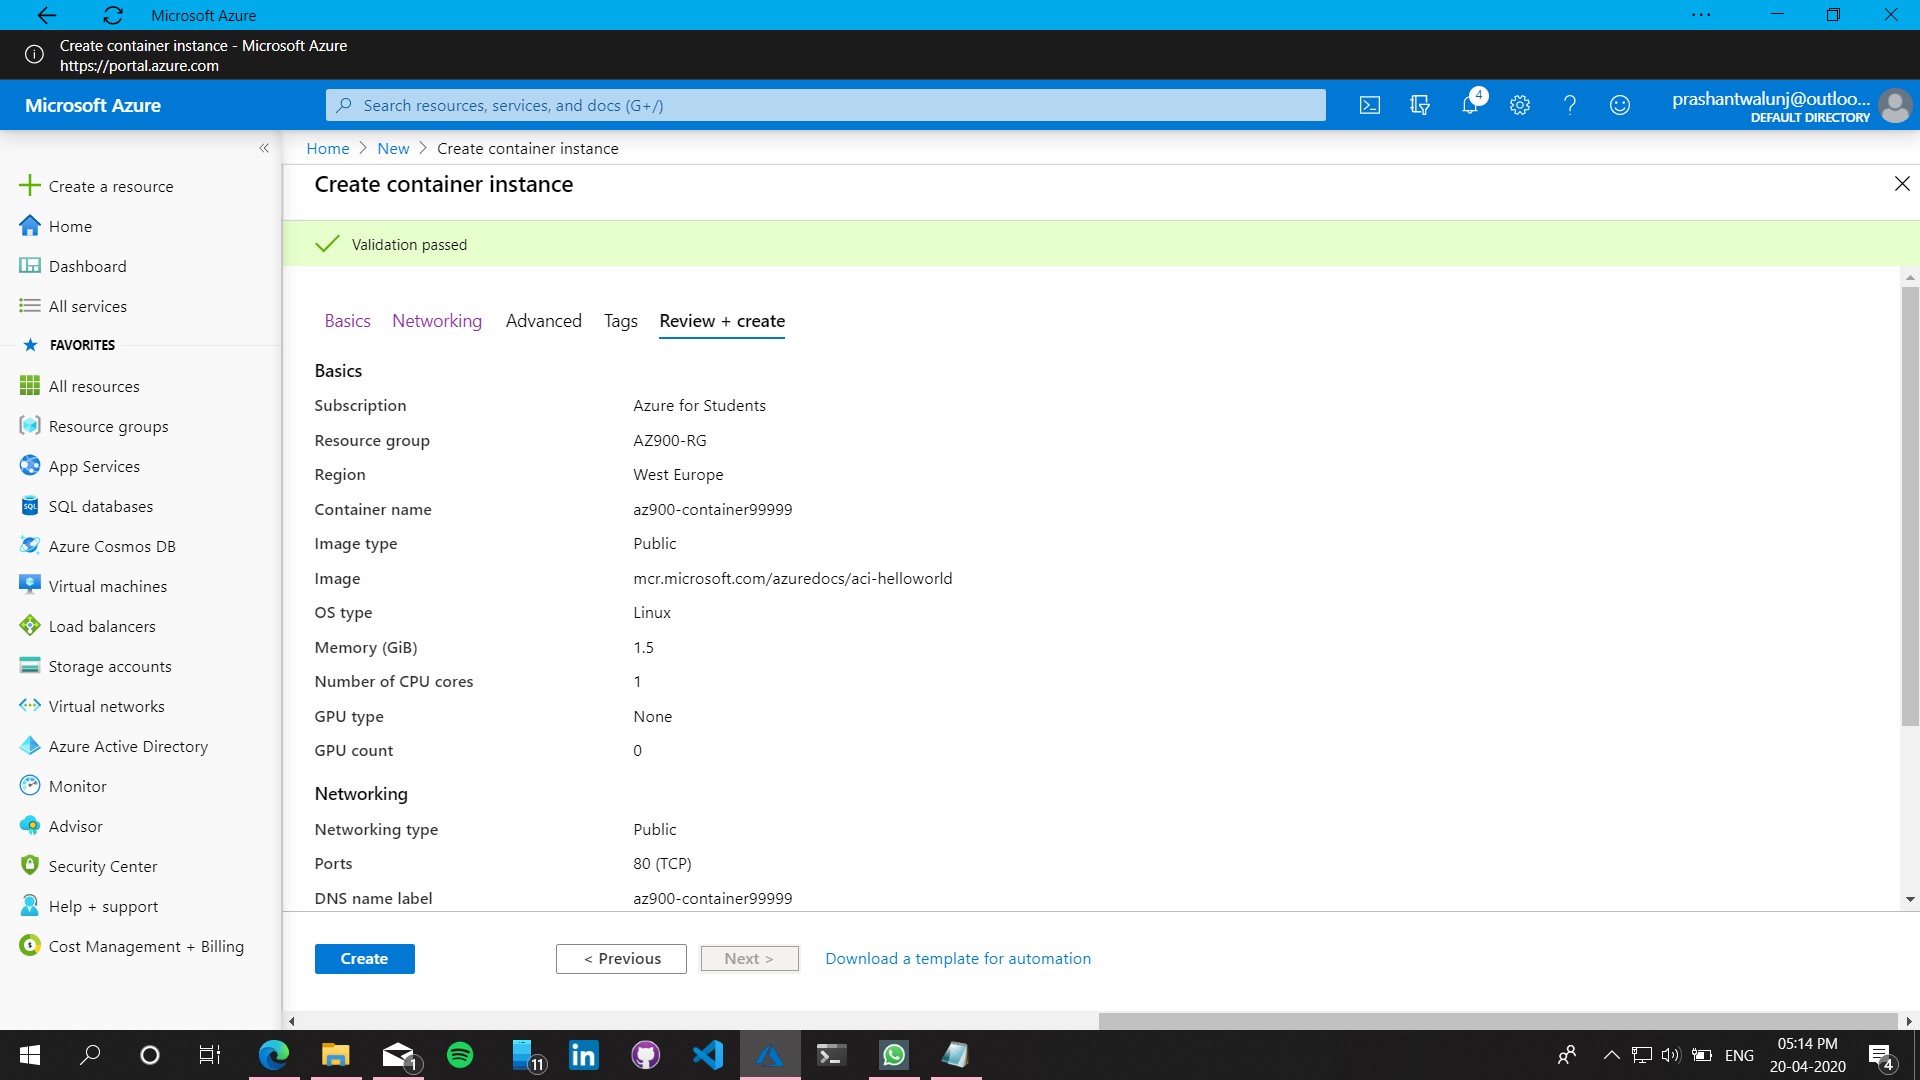 Microsoft Azure
Create container instance - Microsoft Azure
https://portal.azure.com
Microsoft Azure
Search resources, services, and docs (G+/)
4
prashantwalunj@outloo...
DEFAULT DIRECTORY
Home > New > Create container instance
Create a resource
Home
Dashboard
All services
FAVORITES
All resources
Resource groups
App Services
SQL databases
Azure Cosmos DB
Virtual machines
Load balancers
Storage accounts
Virtual networks
Azure Active Directory
Monitor
Advisor
Security Center
Help + support
Cost Management + Billing
Create container instance
Validation passed
Basics Networking Advanced Tags Review + create
Basics
Subscription Azure for Students
Resource group AZ900-RG
Region West Europe
Container name az900-container99999
Image type Public
Image mcr.microsoft.com/azuredocs/aci-helloworld
OS type Linux
Memory (GiB) 1.5
Number of CPU cores 1
GPU type None
GPU count 0
Networking
Networking type Public
Ports 80 (TCP)
DNS name label az900-container99999
Create < Previous Next > Download a template for automation
1
11
ENG
05:14 PM
20-04-2020
4